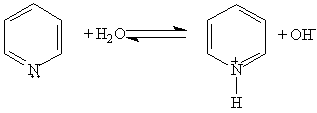 + H₂O + OH⁻
N N⁺
H